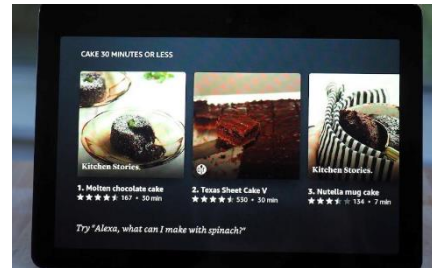 CAKE 30 MINUTES OR LESS
Kitchen Stories.
Kitchen Stories.
1. Molten chocolate cake
167 • 30 min
2. Texas Sheet Cake V
530 • 30 min
3. Nutella mug cake
134 • 7 min
Try "Alexa, what can I make with spinach?"